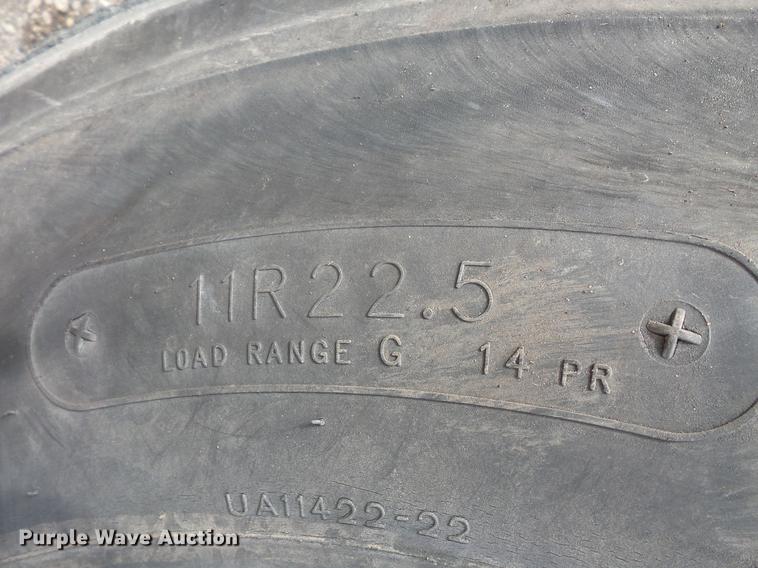 11R22.5
LOAD RANGE G 14 PR
UA11422-22
Purple Wave Auction